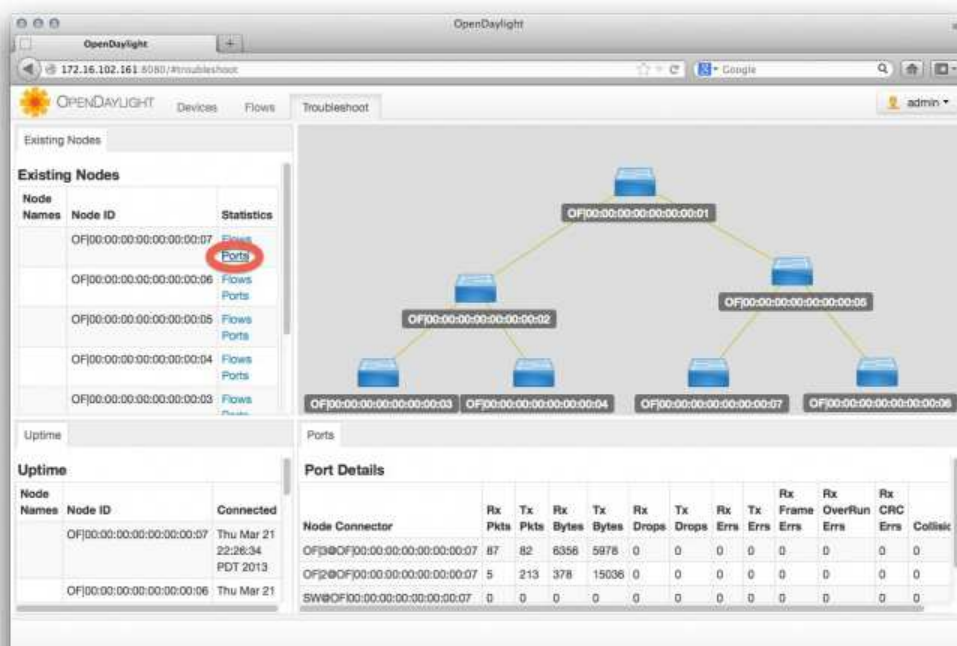 OpenDaylight
OpenDaylight
172.16.102.161:8080/#troubleshoot
Google
OPENDAYLIGHT
Devices
Flows
Troubleshoot
admin
Existing Nodes
Existing Nodes
Node Names Node ID Statistics
OF|00:00:00:00:00:00:00:07 Flows
Ports
OF|00:00:00:00:00:00:00:06 Flows
Ports
OF|00:00:00:00:00:00:00:05 Flows
Ports
OF|00:00:00:00:00:00:00:04 Flows
Ports
OF|00:00:00:00:00:00:00:03 Flows
Ports
OF|00:00:00:00:00:00:00:01
OF|00:00:00:00:00:00:00:02
OF|00:00:00:00:00:00:00:05
OF|00:00:00:00:00:00:00:03
OF|00:00:00:00:00:00:00:04
OF|00:00:00:00:00:00:00:07
OF|00:00:00:00:00:00:00:06
Uptime
Uptime
Node Names Node ID Connected
OF|00:00:00:00:00:00:00:07 Thu Mar 21
22:26:34
PDT 2013
OF|00:00:00:00:00:00:00:06 Thu Mar 21
Ports
Port Details
Node Connector Rx Pkts Tx Pkts Rx Bytes Tx Bytes Rx Drops Tx Drops Rx Errs Tx Errs Rx Frame Errs Rx OverRun Errs Rx CRC Errs Collisic
OF|3@OF|00:00:00:00:00:00:00:07 87 82 6356 5978 0 0 0 0 0 0 0 0
OF|2@OF|00:00:00:00:00:00:00:07 5 213 378 15036 0 0 0 0 0 0 0 0
SW@OF|00:00:00:00:00:00:00:07 0 0 0 0 0 0 0 0 0 0 0 0